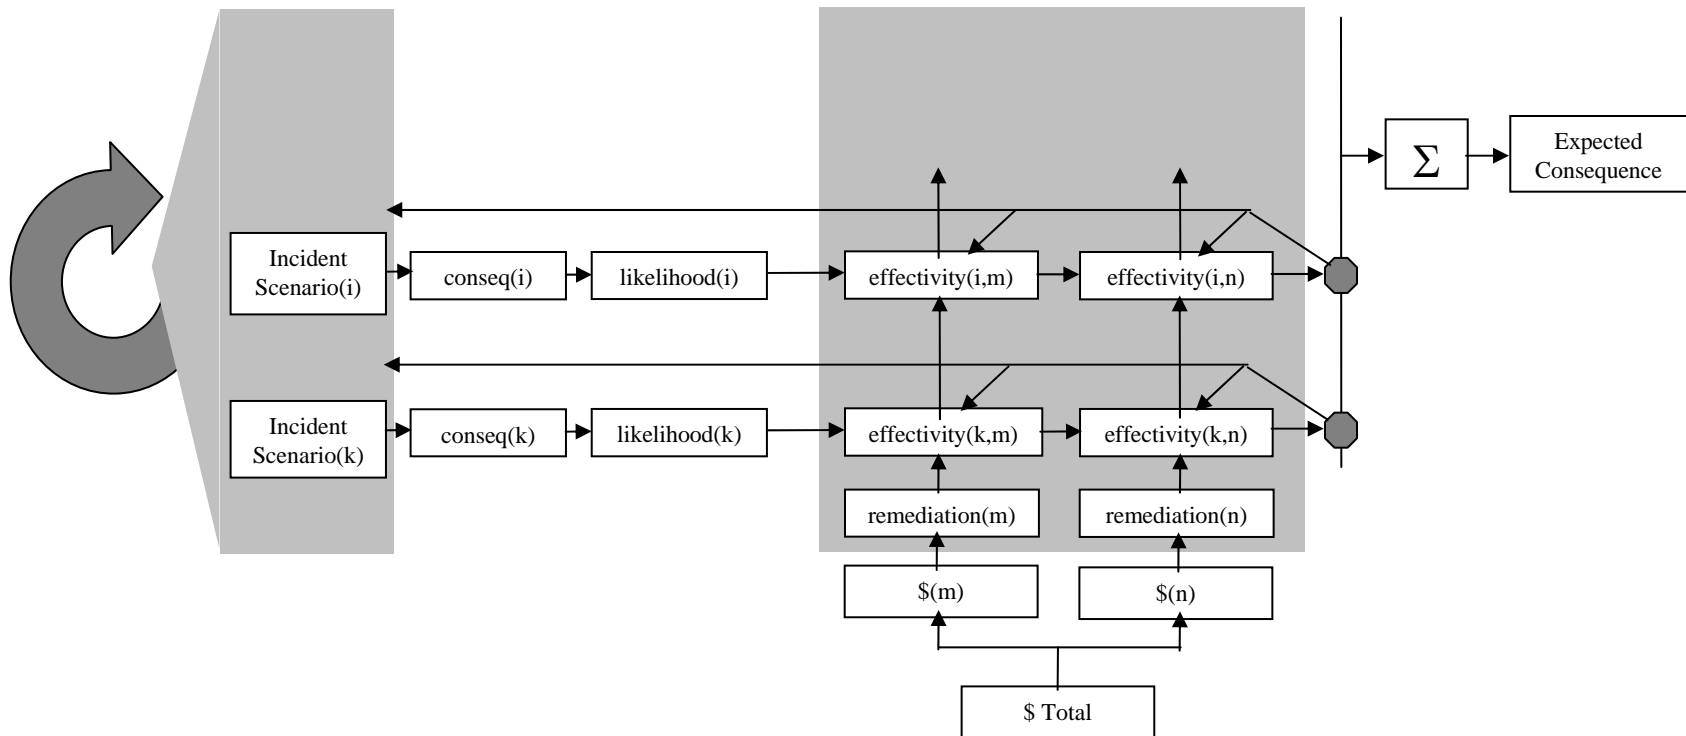 Expected
Consequence
Σ
Incident
Scenario(i)
conseq(i)
likelihood(i)
effectivity(i,m)
effectivity(i,n)
Incident
Scenario(k)
conseq(k)
likelihood(k)
effectivity(k,m)
effectivity(k,n)
remediation(m)
remediation(n)
$(m)
$(n)
$ Total